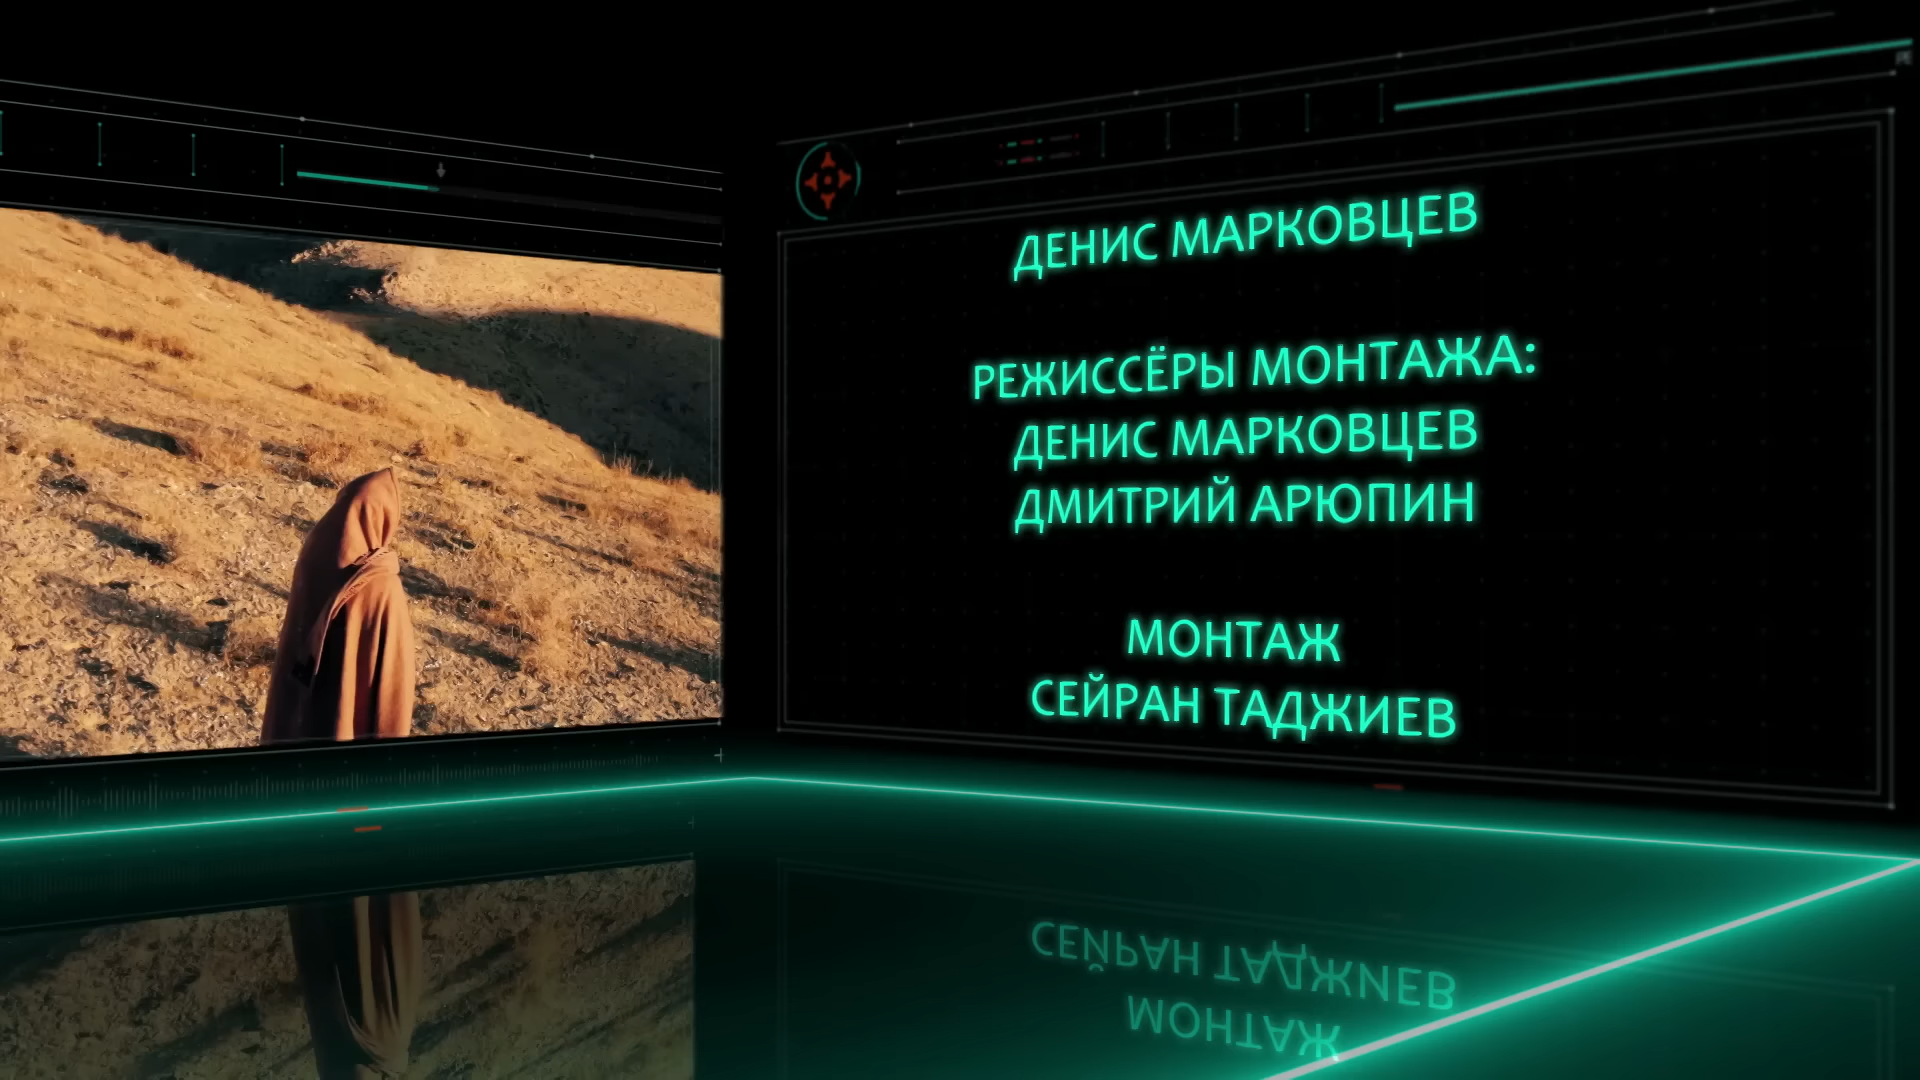 ДЕНИС МАРКОВЦЕВ
РЕЖИССЁРЫ МОНТАЖА:
ДЕНИС МАРКОВЦЕВ
ДМИТРИЙ АРЮПИН
МОНТАЖ
СЕЙРАН ТАДЖИЕВ